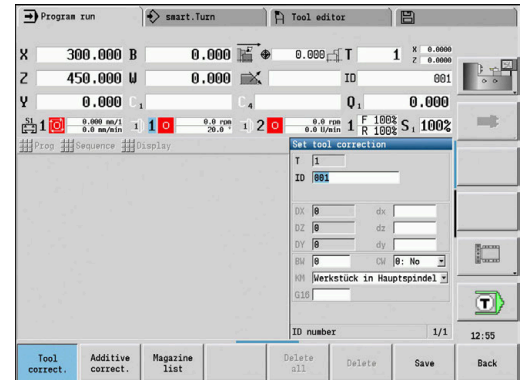 Program run smart.Turn Tool editor
X 300.000 B 0.000 0.000 T 1 X 0.0000
Z 0.0000
Z 450.000 U 0.000 ID 001
Y 0.000 C1 C4 Q1 0.000
S1 1 0.000 mm/1 0.0 mm/min 1) 1 0.0 rpm 20.0 ° 1) 2 0.0 rpm 0.0 U/min 1 F 100% R 100% S1 100%
Prog Sequence Display
Set tool correction
T 1
ID 001
DX 0 dx
DZ 0 dz
DY 0 dy
BW 0 CW 0: No
KM Werkstück in Hauptspindel
G16
ID number 1/1
T
12:55
Tool correct. Additive correct. Magazine list Delete all Delete Save Back